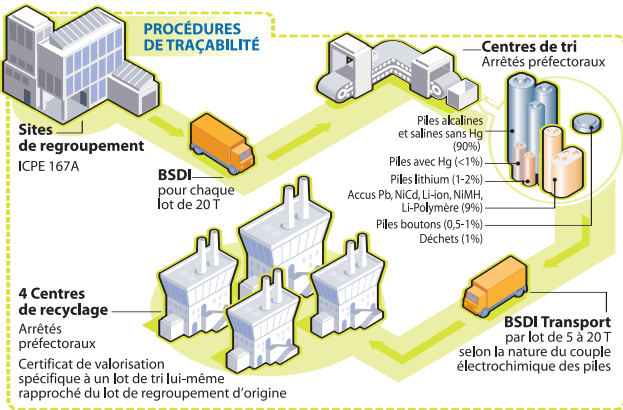 PROCÉDURES
DE TRAÇABILITÉ
Sites
de regroupement
ICPE 167A
BSDI
pour chaque
lot de 20 T
Centres de tri
Arrêtés préfectoraux
Piles alcalines
et salines sans Hg
(90%)
Piles avec Hg (<1%)
Piles lithium (1-2%)
Accus Pb, NiCd, Li-ion, NiMH,
Li-Polymère (9%)
Piles boutons (0,5-1%)
Déchets (1%)
BSDI Transport
par lot de 5 à 20 T
selon la nature du couple
électrochimique des piles
4 Centres
de recyclage
Arrêtés
préfectoraux
Certificat de valorisation
spécifique à un lot de tri lui-même
rapproché du lot de regroupement d'origine